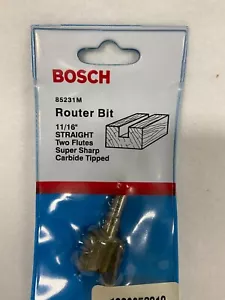 BOSCH
85231M
Router Bit
11/16"
STRAIGHT
Two Flutes
Super Sharp
Carbide Tipped